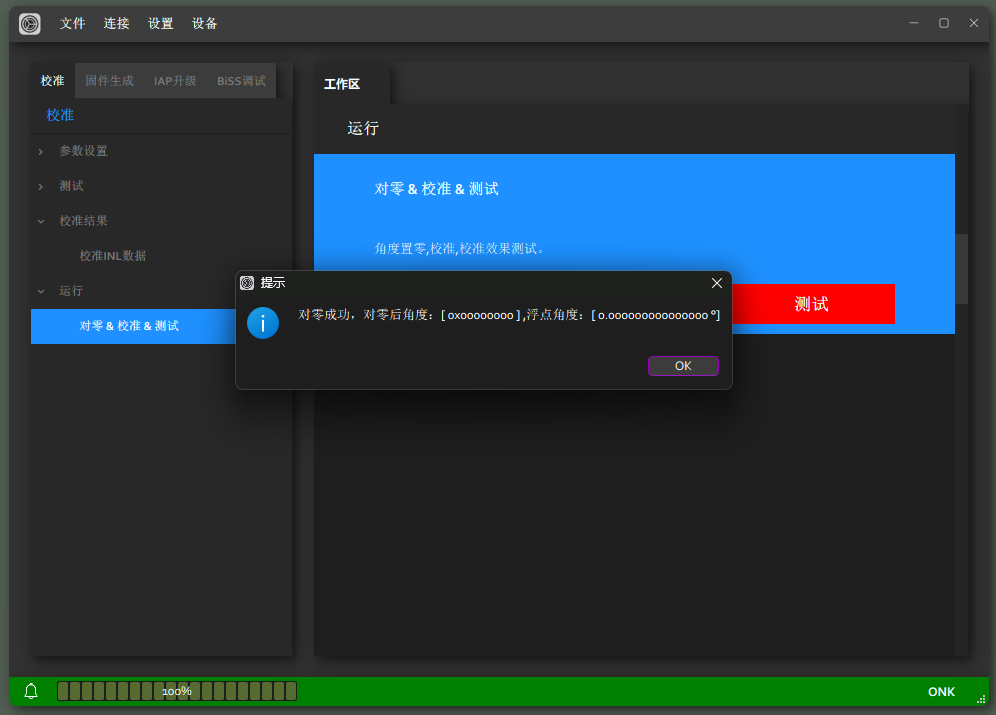 文件 连接 设置 设备
校准 固件生成 IAP升级 BiSS调试
校准
参数设置
测试
校准结果
校准INL数据
运行
对零 & 校准 & 测试
工作区
运行
对零 & 校准 & 测试
角度置零,校准,校准效果测试。
测试
提示
对零成功, 对零后角度: [ 0x00000000 ],浮点角度: [ 0.000000000000000 °]
OK
100%
ONK